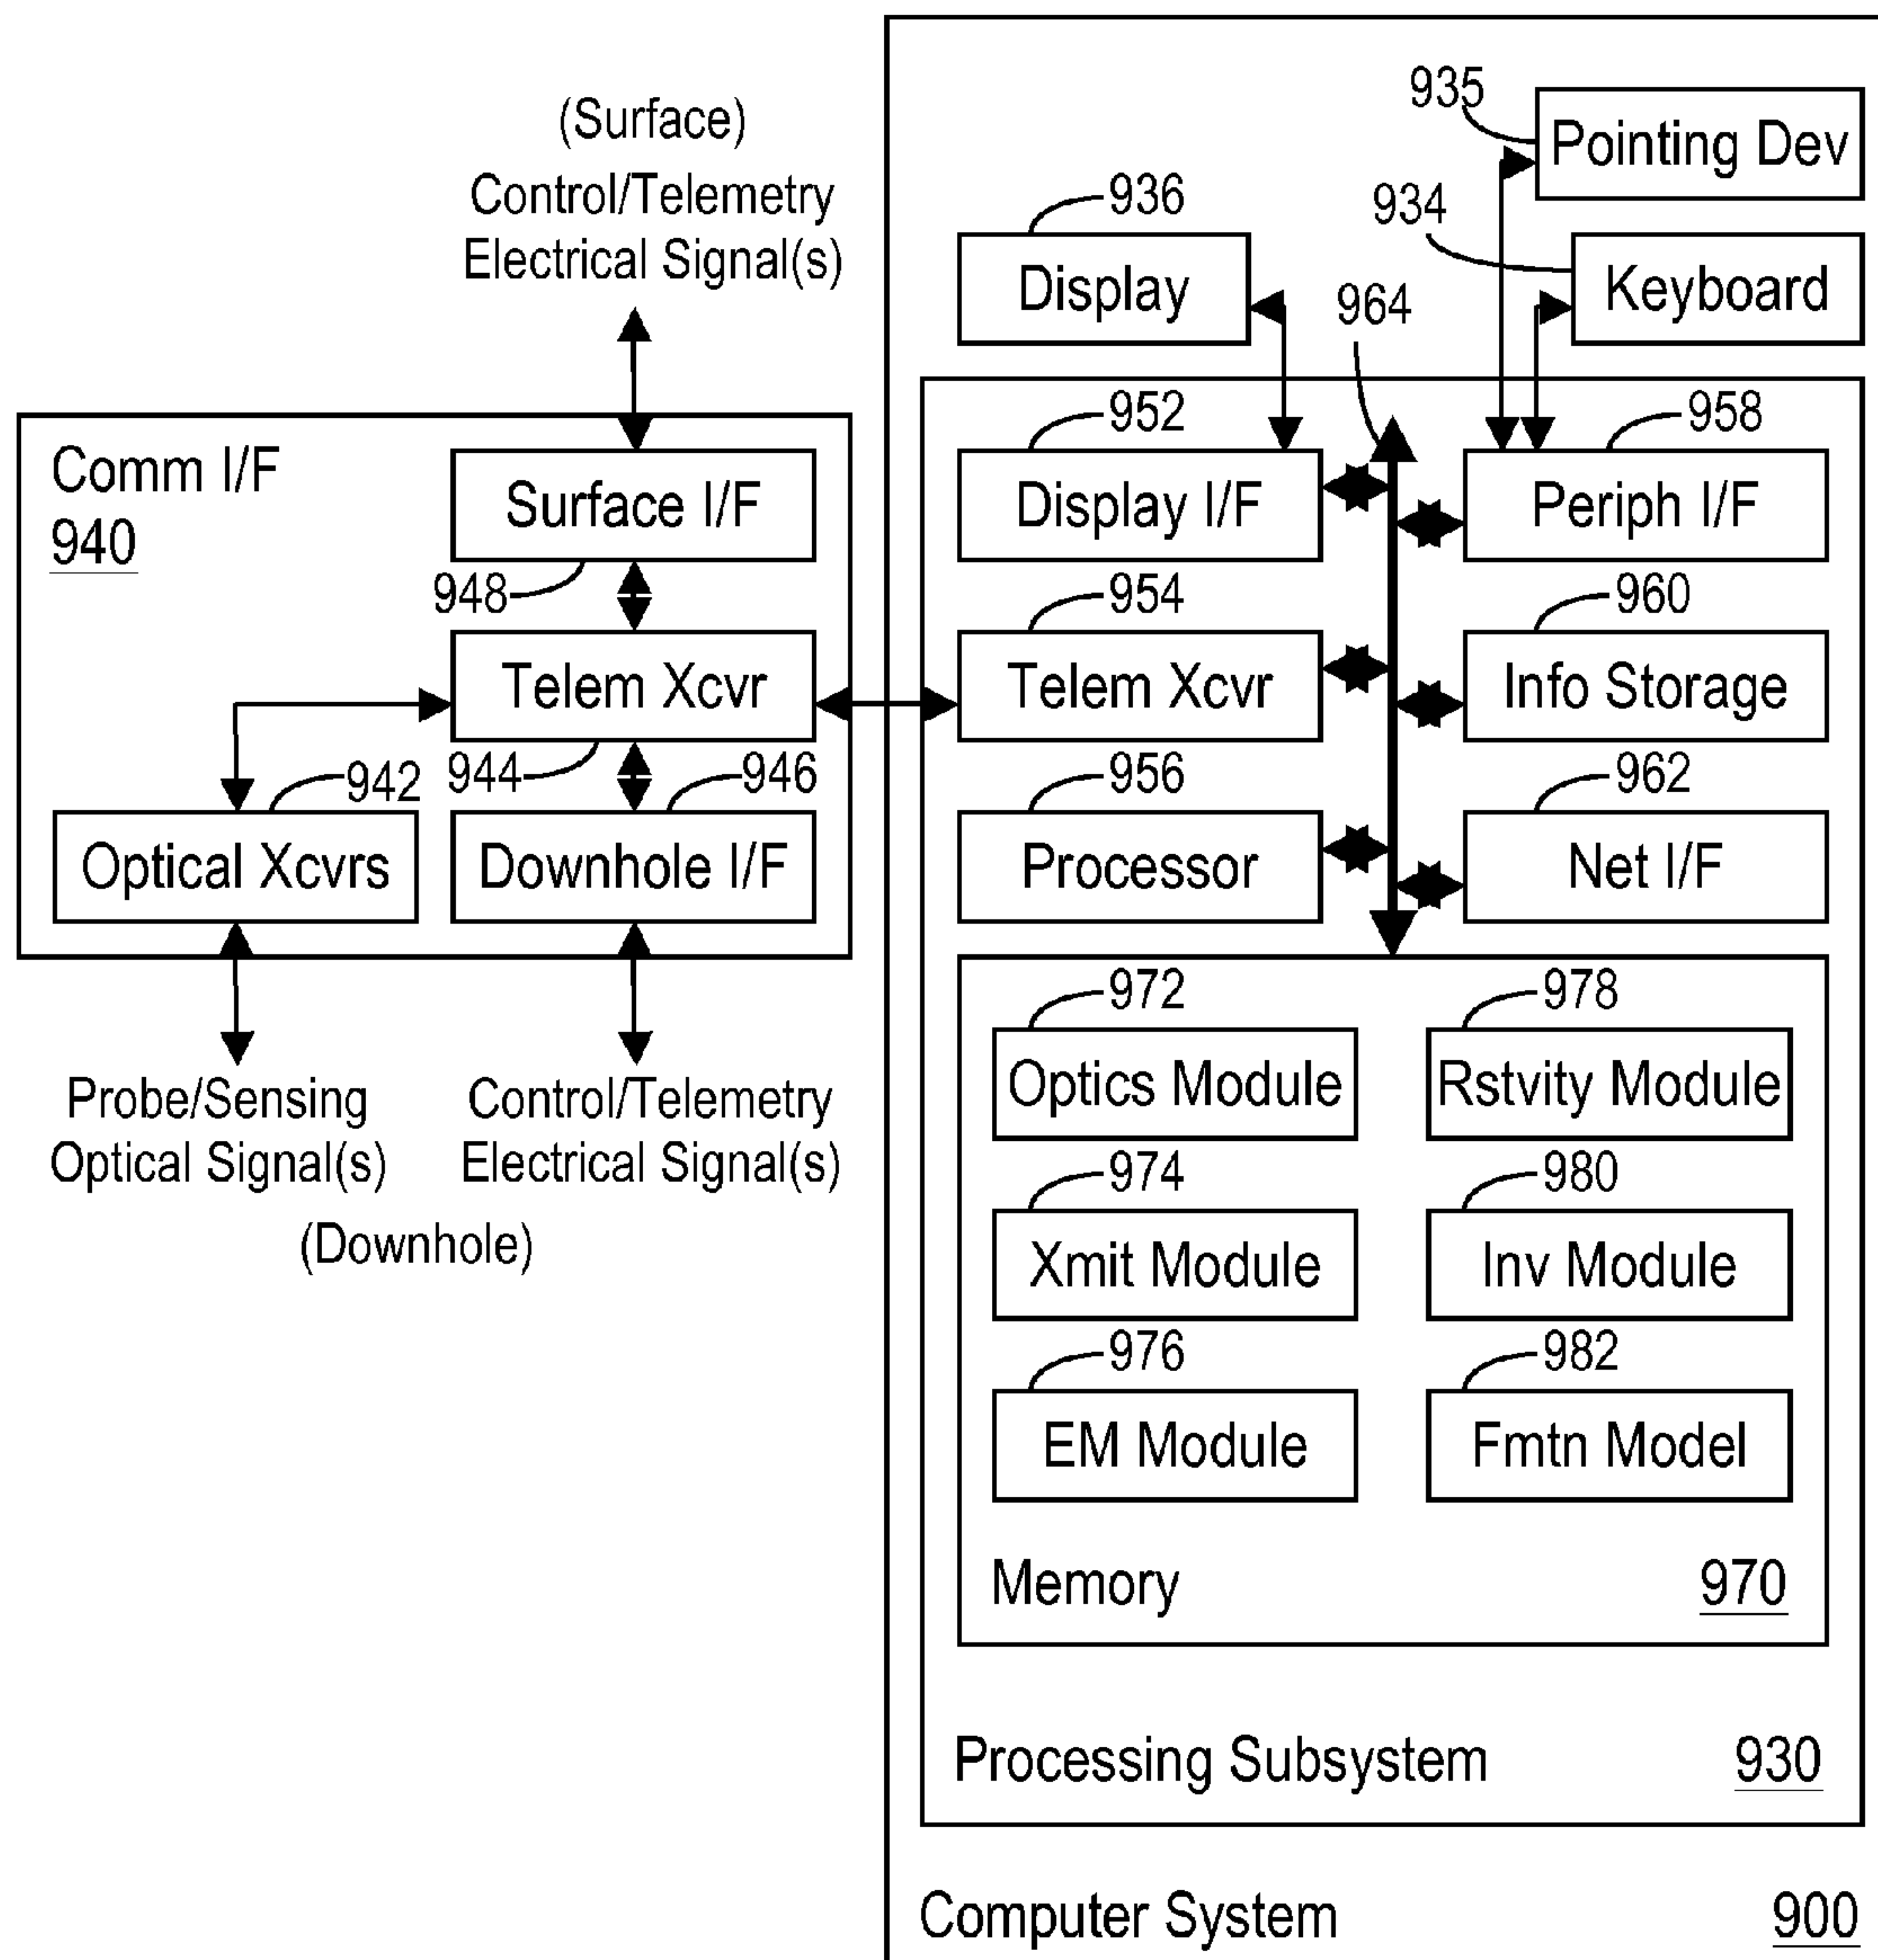 (Surface)
Control/Telemetry
Electrical Signal(s)
Comm I/F
940
Surface I/F
948
Telem Xcvr
944
942
946
Optical Xcvrs
Downhole I/F
Probe/Sensing
Optical Signal(s)
Control/Telemetry
Electrical Signal(s)
(Downhole)
935
Pointing Dev
936
934
Display
Keyboard
964
952
958
Display I/F
Periph I/F
954
960
Telem Xcvr
Info Storage
956
962
Processor
Net I/F
972
978
Optics Module
Rstvity Module
974
980
Xmit Module
Inv Module
976
982
EM Module
Fmtn Model
Memory
970
Processing Subsystem
930
Computer System
900